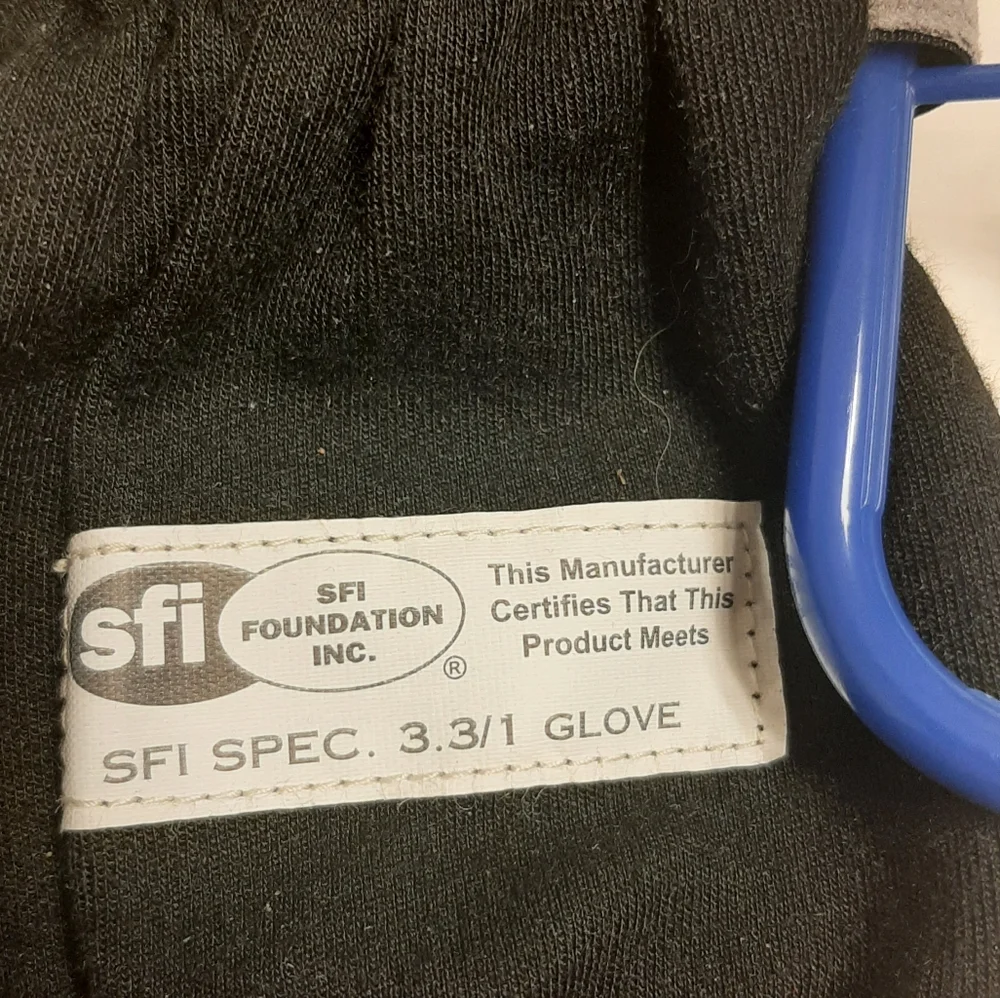 sfi
SFI
FOUNDATION
INC.
®
This Manufacturer
Certifies That This
Product Meets
SFI SPEC. 3.3/1 GLOVE